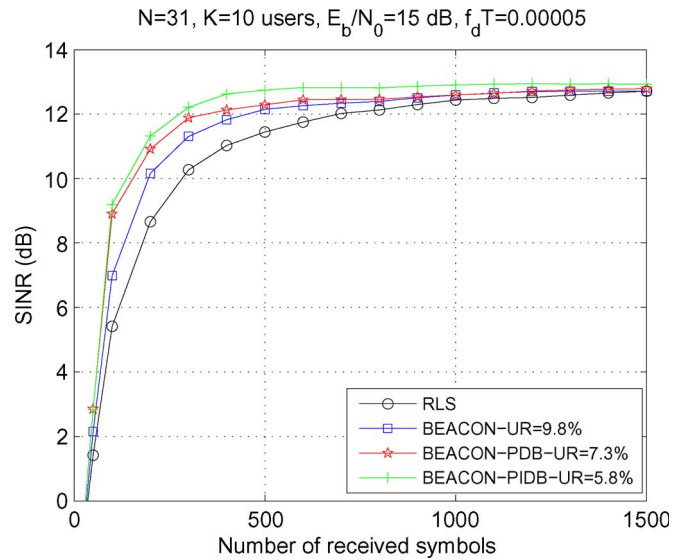 N=31, K=10 users, E_b/N_0=15 dB, f_dT=0.00005
14
12
10
8
6
4
2
0
SINR (dB)
RLS
BEACON-UR=9.8%
BEACON-PDB-UR=7.3%
BEACON-PIDB-UR=5.8%
0
500
1000
1500
Number of received symbols